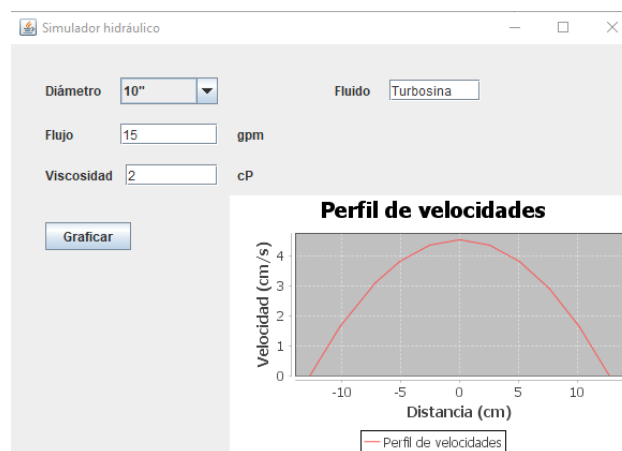 Simulador hidráulico
Diámetro 10" Fluido Turbosina
Flujo 15 gpm
Viscosidad 2 cP
Graficar
Perfil de velocidades
Velocidad (cm/s)
4
3
2
1
0
-10 -5 0 5 10
Distancia (cm)
Perfil de velocidades